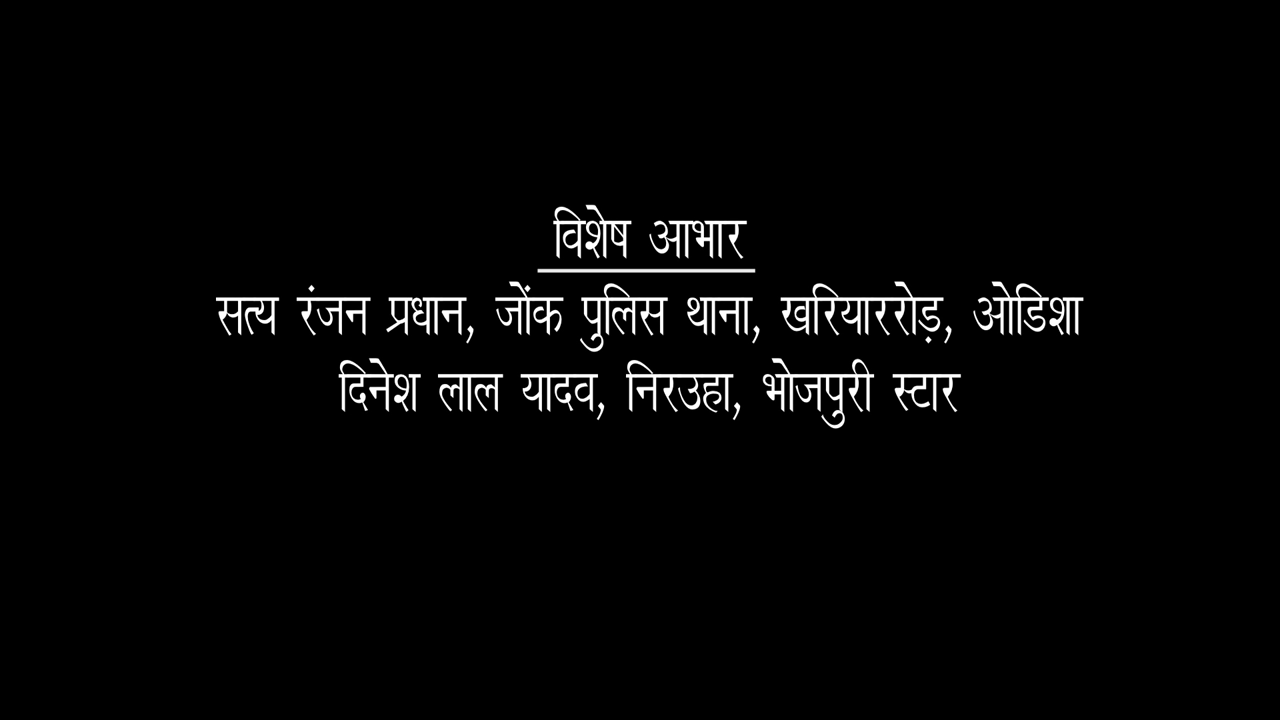 विशेष आभार
सत्य रंजन प्रधान, जोंक पुलिस थाना, खरियाररोड़, ओडिशा
दिनेश लाल यादव, निरउहा, भोजपुरी स्टार